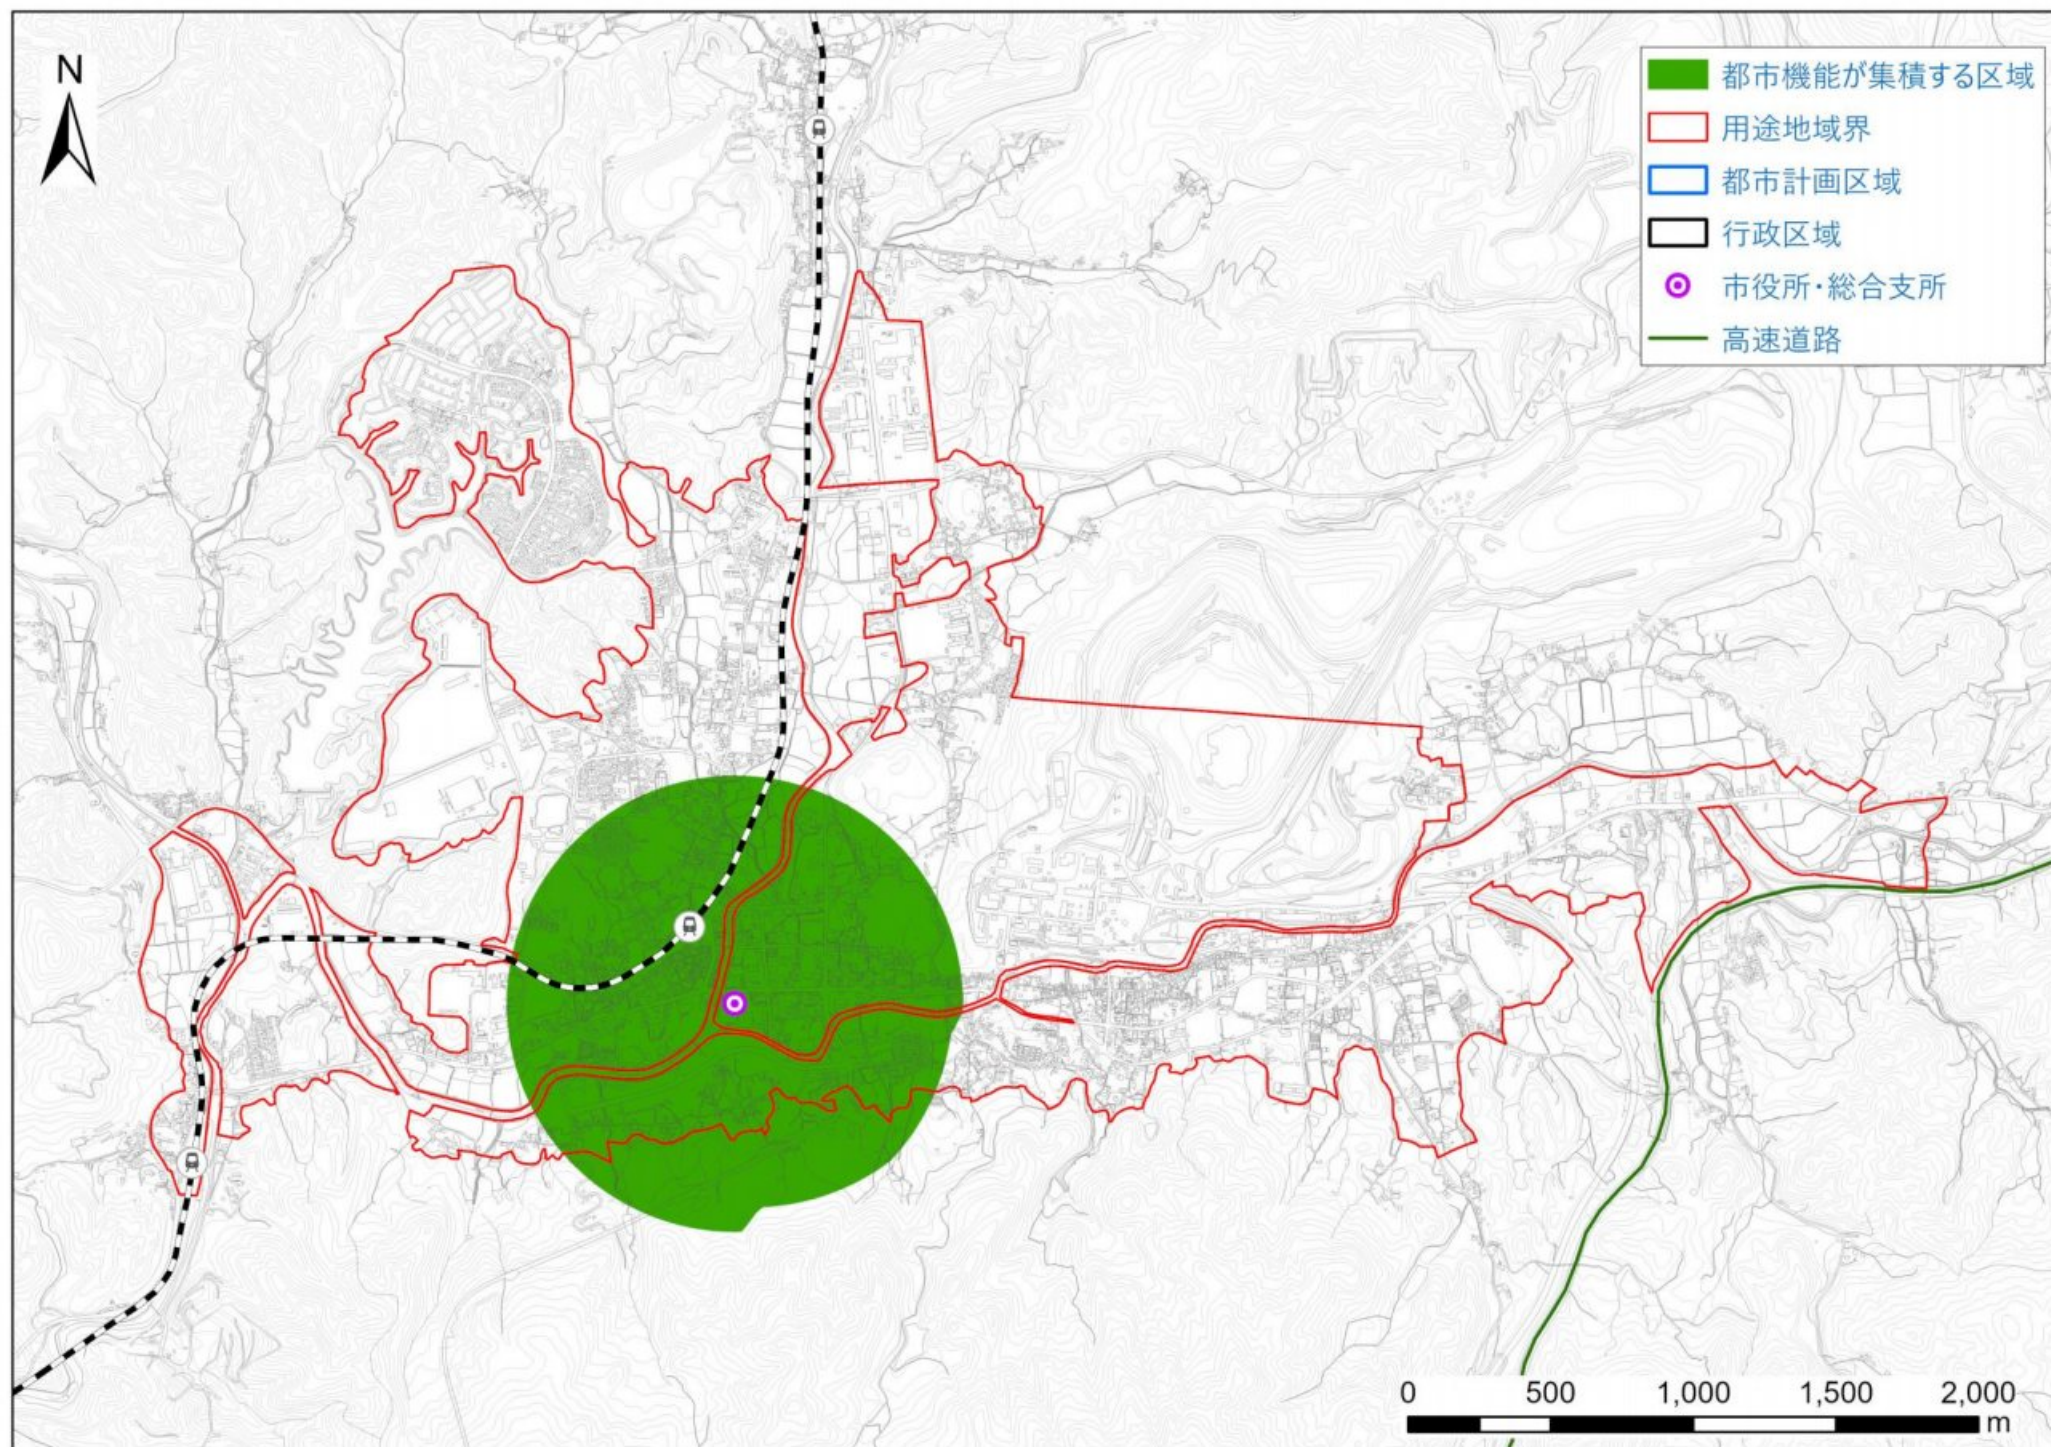 N
都市機能が集積する区域
用途地域界
都市計画区域
行政区域
市役所・総合支所
高速道路
0 500 1,000 1,500 2,000
m